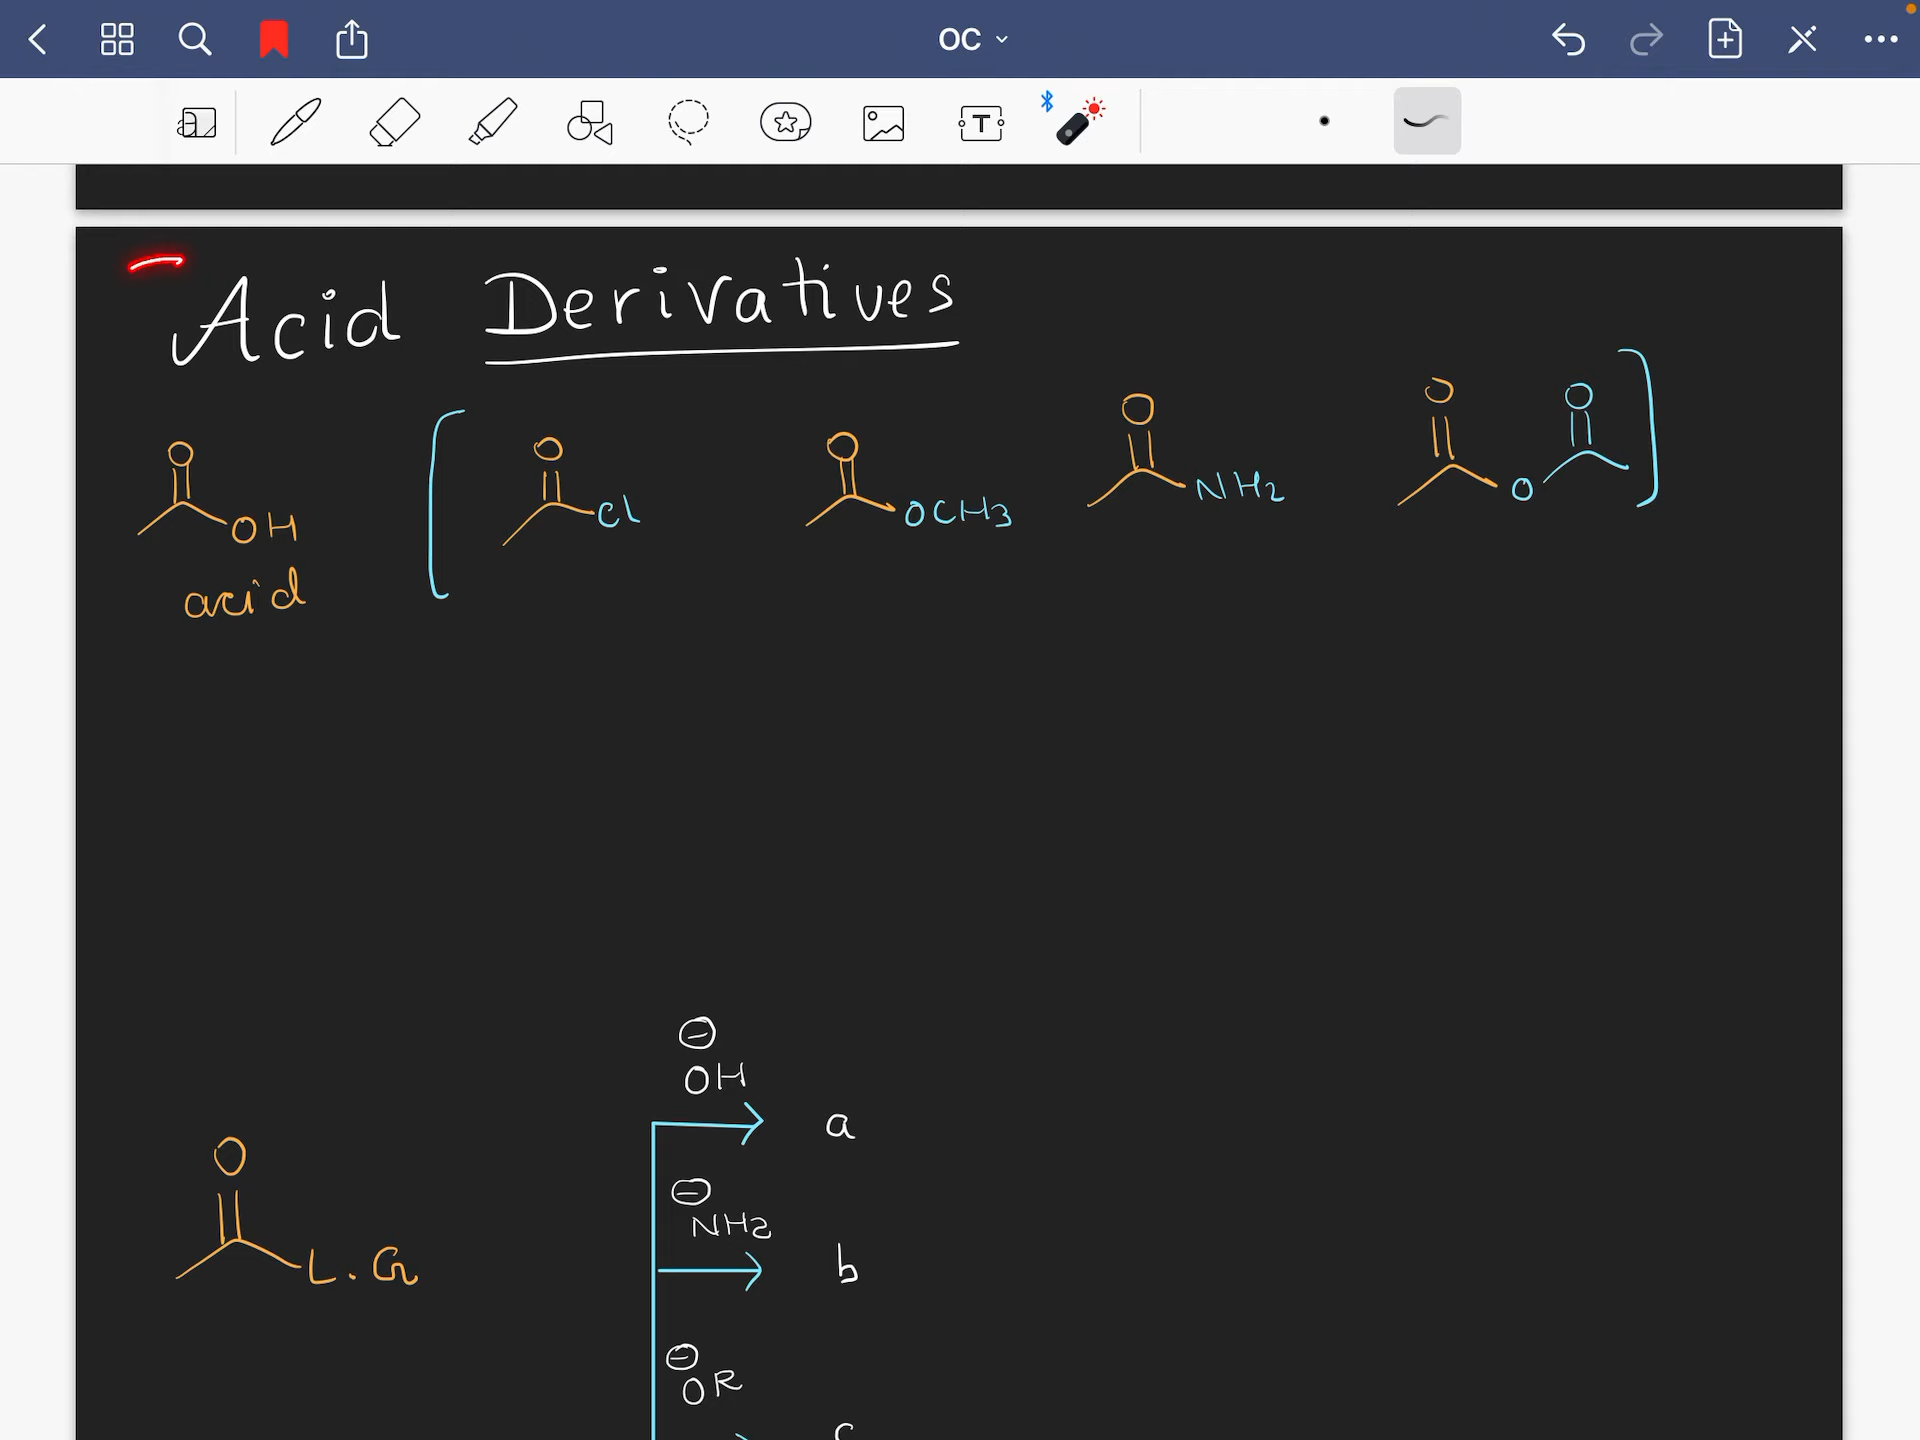 OC
Acid Derivatives
O O O O O
OH Cl OCH3 NH2 O
acid
⊖
OH
a
O
⊖
NH2
L.G b
⊖
OR
c